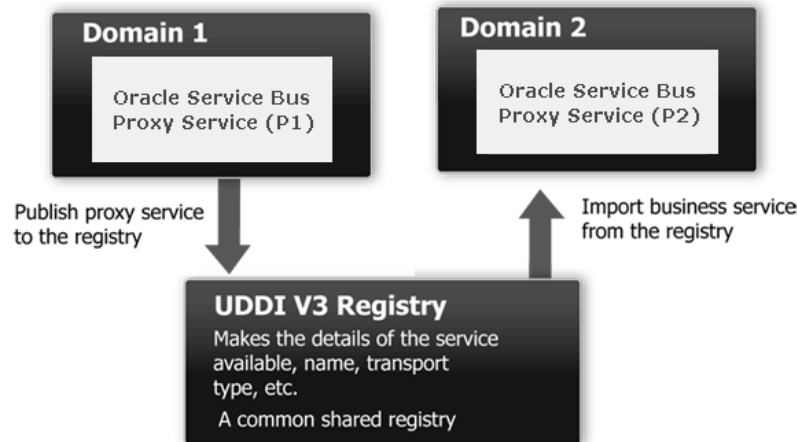 Domain 1
Oracle Service Bus
Proxy Service (P1)
Domain 2
Oracle Service Bus
Proxy Service (P2)
Publish proxy service
to the registry
Import business service
from the registry
UDDI V3 Registry
Makes the details of the service
available, name, transport
type, etc.
A common shared registry